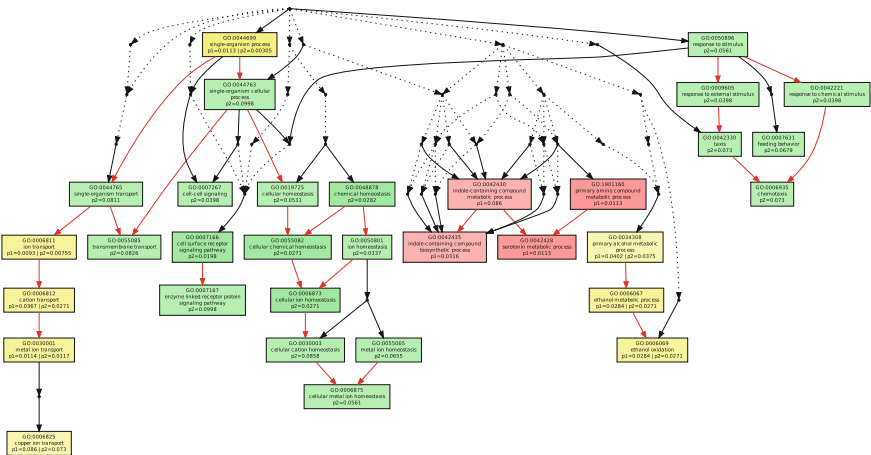 GO:0044699
single-organism process
p1=0.0113 | p2=0.00305
GO:0050896
response to stimulus
p2=0.0561
GO:0044763
single-organism cellular
process
p2=0.0998
GO:0009605
response to external stimulus
p2=0.0398
GO:0042221
response to chemical stimulus
p2=0.0398
GO:0042330
taxis
p2=0.073
GO:0007631
feeding behavior
p2=0.0679
GO:0044765
single-organism transport
p2=0.0811
GO:0007267
cell-cell signaling
p2=0.0398
GO:0019725
cellular homeostasis
p2=0.0531
GO:0048878
chemical homeostasis
p2=0.0282
GO:0042430
indole-containing compound
metabolic process
p1=0.086
GO:1901160
primary amino compound
metabolic process
p1=0.0113
GO:0006935
chemotaxis
p2=0.073
GO:0006811
ion transport
p1=0.0093 | p2=0.00755
GO:0055085
transmembrane transport
p2=0.0826
GO:0007166
cell surface receptor
signaling pathway
p2=0.0198
GO:0055082
cellular chemical homeostasis
p2=0.0271
GO:0050801
ion homeostasis
p2=0.0337
GO:0042435
indole-containing compound
biosynthetic process
p1=0.0316
GO:0042428
serotonin metabolic process
p1=0.0113
GO:0034308
primary alcohol metabolic
process
p1=0.0402 | p2=0.0375
GO:0006812
cation transport
p1=0.0367 | p2=0.0271
GO:0007167
enzyme linked receptor protein
signaling pathway
p2=0.0998
GO:0006873
cellular ion homeostasis
p2=0.0271
GO:0006067
ethanol metabolic process
p1=0.0284 | p2=0.0271
GO:0030001
metal ion transport
p1=0.0114 | p2=0.0117
GO:0030003
cellular cation homeostasis
p2=0.0858
GO:0055065
metal ion homeostasis
p2=0.0655
GO:0006069
ethanol oxidation
p1=0.0284 | p2=0.0271
GO:0006875
cellular metal ion homeostasis
p2=0.0561
GO:0006825
copper ion transport
p1=0.086 | p2=0.073